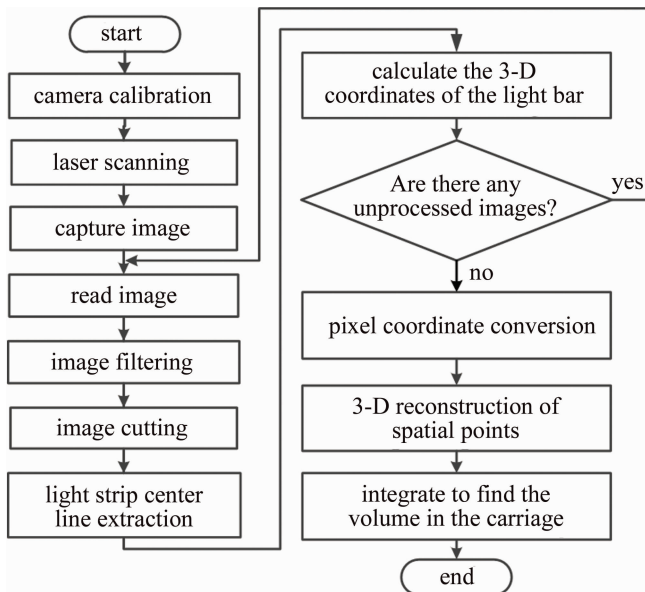 start
camera calibration
laser scanning
capture image
read image
image filtering
image cutting
light strip center
line extraction
calculate the 3-D
coordinates of the light bar
Are there any
unprocessed images?
yes
no
pixel coordinate conversion
3-D reconstruction of
spatial points
integrate to find the
volume in the carriage
end